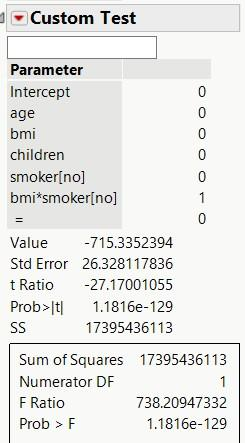 Custom Test
Parameter
Intercept 0
age 0
bmi 0
children 0
smoker[no] 0
bmi*smoker[no] 1
= 0
Value -715.3352394
Std Error 26.328117836
t Ratio -27.17001055
Prob>|t| 1.1816e-129
SS 17395436113
Sum of Squares 17395436113
Numerator DF 1
F Ratio 738.20947332
Prob > F 1.1816e-129